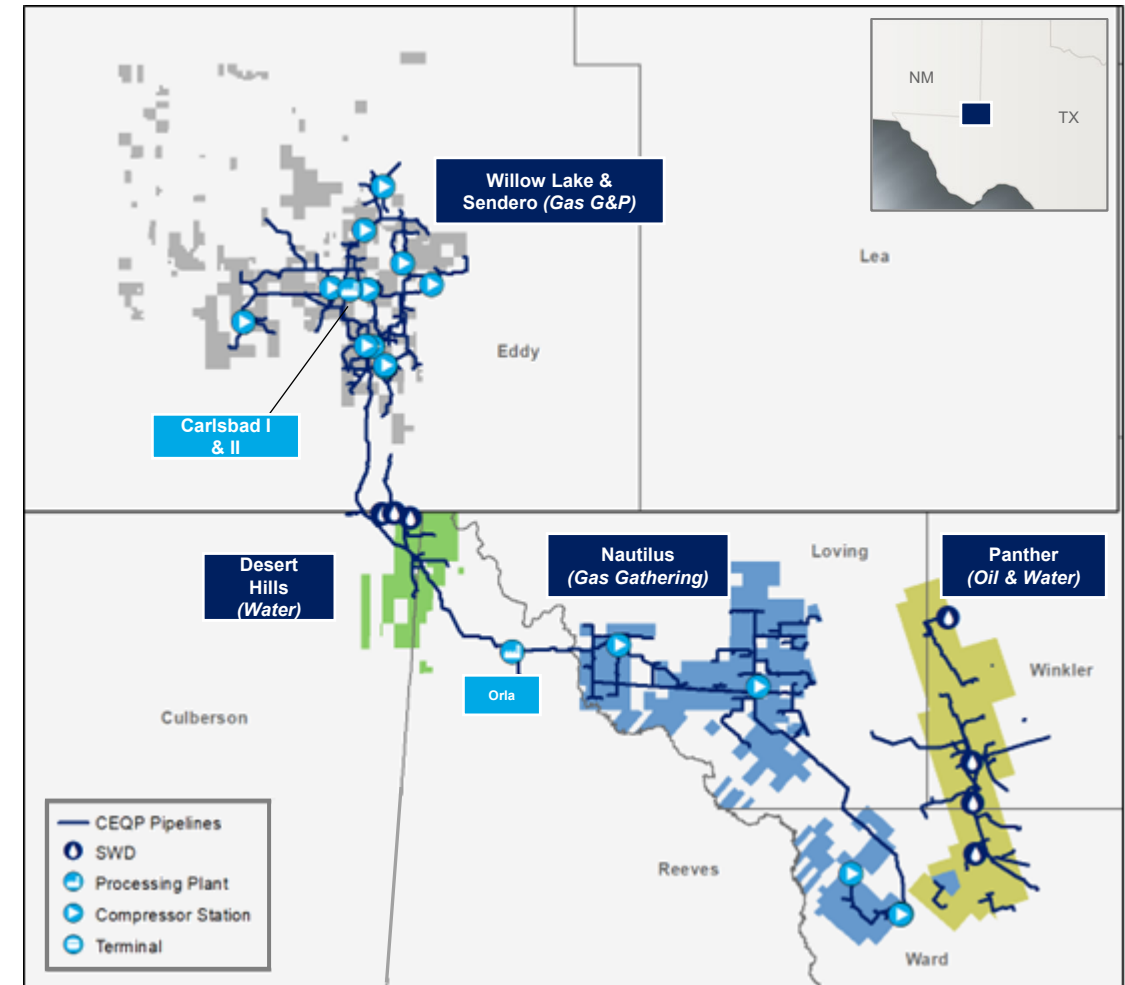 NM
TX
Willow Lake &
Sendero (Gas G&P)
Lea
Eddy
Carlsbad I
& II
Desert
Hills
(Water)
Nautilus
(Gas Gathering)
Loving
Panther
(Oil & Water)
Winkler
Orla
Culberson
CEQP Pipelines
SWD
Processing Plant
Compressor Station
Terminal
Reeves
Ward